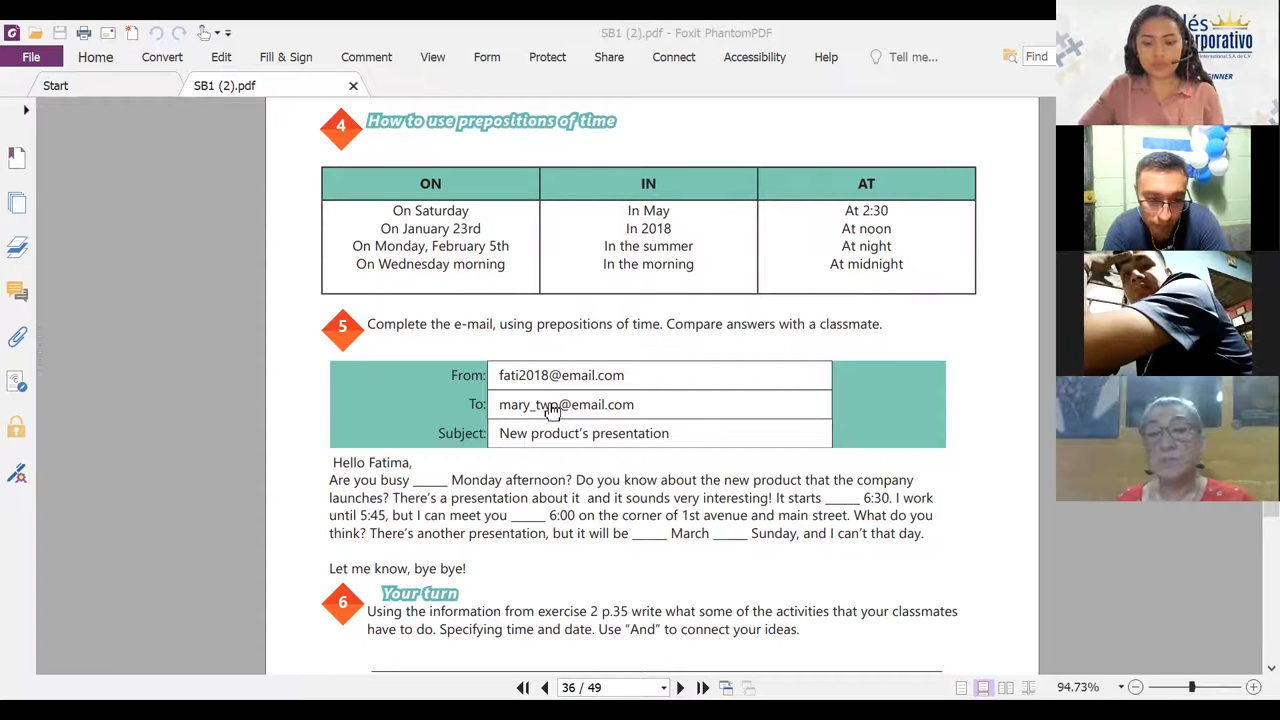 SB1 (2).pdf - Foxit PhantomPDF
File Home Convert Fill & Sign Comment View Form Protect Share Connect Accessibility Help Tell me... Find
Start SB1 (2).pdf
4 How to use prepositions of time
ON IN AT
On Saturday In May At 2:30
On January 23rd In 2018 At noon
On Monday, February 5th In the summer At night
On Wednesday morning In the morning At midnight
5 Complete the e-mail, using prepositions of time. Compare answers with a classmate.
From: fati2018@email.com
To: mary_two@email.com
Subject: New product's presentation
Hello Fatima,
Are you busy _____ Monday afternoon? Do you know about the new product that the company
launches? There's a presentation about it and it sounds very interesting! It starts _____ 6:30. I work
until 5:45, but I can meet you _____ 6:00 on the corner of 1st avenue and main street. What do you
think? There's another presentation, but it will be _____ March _____ Sunday, and I can't that day.
Let me know, bye bye!
6 Your turn
Using the information from exercise 2 p.35 write what some of the activities that your classmates
have to do. Specifying time and date. Use "And" to connect your ideas.
36 / 49
94.73%
lés
rporativo
International, S.A. de C.V.
INNER